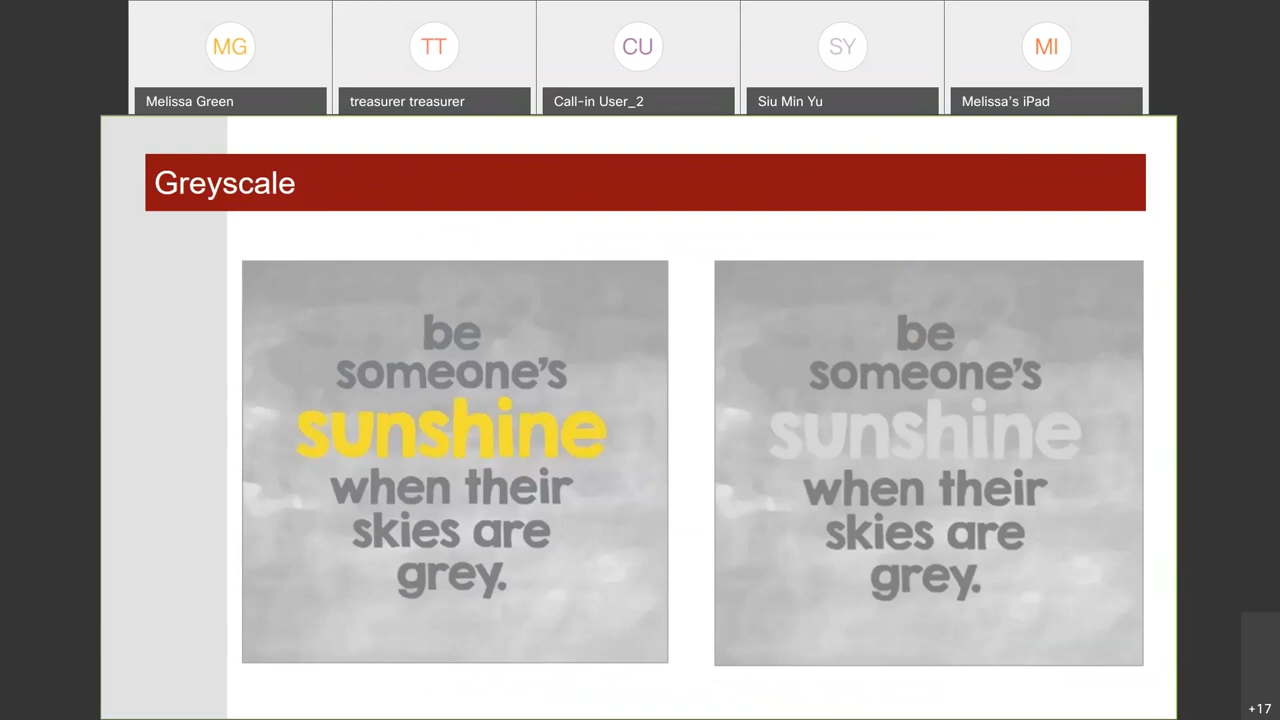 MG
TT
CU
SY
MI
Melissa Green
treasurer treasurer
Call-in User_2
Siu Min Yu
Melissa's iPad
Greyscale
be
someone's
sunshine
when their
skies are
grey.
be
someone's
sunshine
when their
skies are
grey.
+17